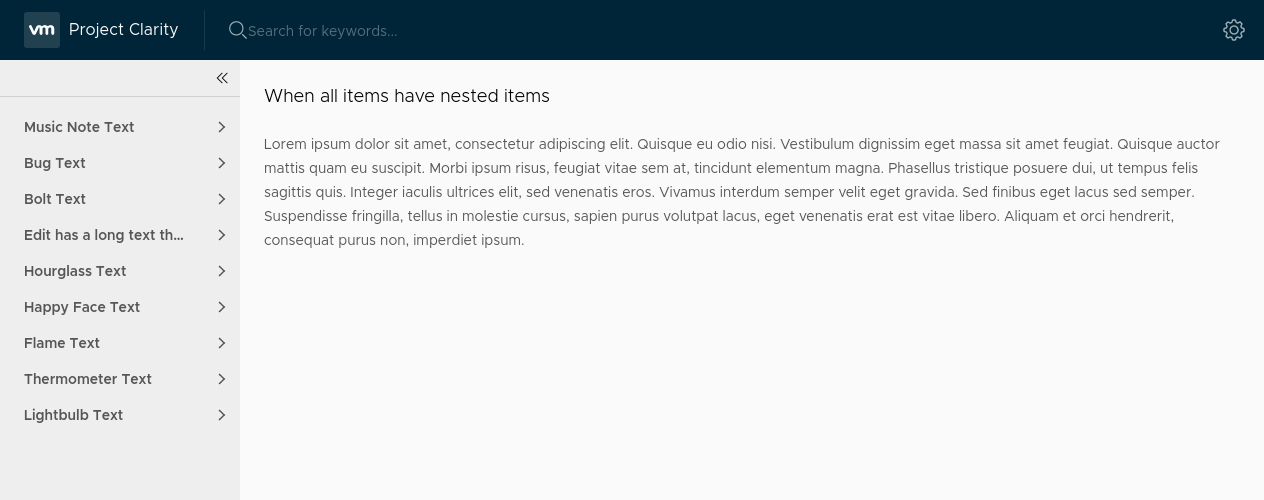 vm Project Clarity Search for keywords...
When all items have nested items
Music Note Text
Bug Text
Bolt Text
Edit has a long text th...
Hourglass Text
Happy Face Text
Flame Text
Thermometer Text
Lightbulb Text
Lorem ipsum dolor sit amet, consectetur adipiscing elit. Quisque eu odio nisi. Vestibulum dignissim eget massa sit amet feugiat. Quisque auctor
mattis quam eu suscipit. Morbi ipsum risus, feugiat vitae sem at, tincidunt elementum magna. Phasellus tristique posuere dui, ut tempus felis
sagittis quis. Integer iaculis ultrices elit, sed venenatis eros. Vivamus interdum semper velit eget gravida. Sed finibus eget lacus sed semper.
Suspendisse fringilla, tellus in molestie cursus, sapien purus volutpat lacus, eget venenatis erat est vitae libero. Aliquam et orci hendrerit,
consequat purus non, imperdiet ipsum.